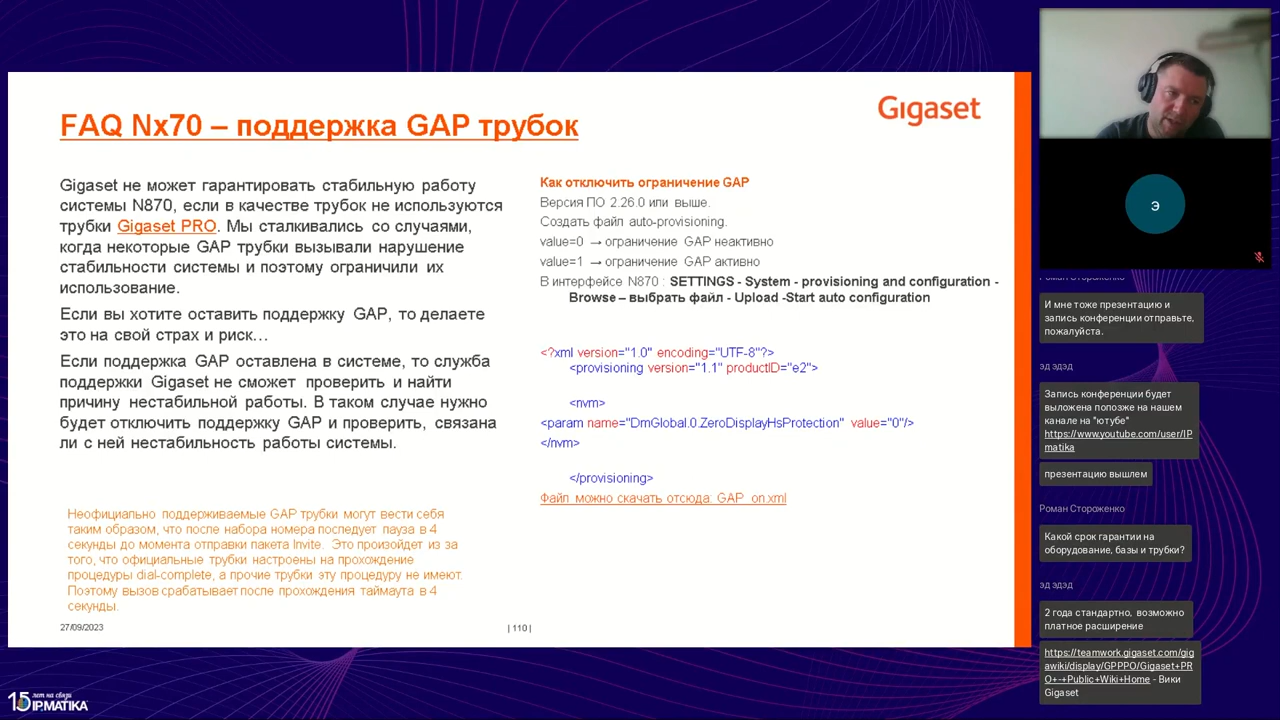 FAQ Nx70 – поддержка GAP трубок
Gigaset
Gigaset не может гарантировать стабильную работу
системы N870, если в качестве трубок не используются
трубки Gigaset PRO. Мы сталкивались со случаями,
когда некоторые GAP трубки вызывали нарушение
стабильности системы и поэтому ограничили их
использование.
Если вы хотите оставить поддержку GAP, то делаете
это на свой страх и риск…
Если поддержка GAP оставлена в системе, то служба
поддержки Gigaset не сможет проверить и найти
причину нестабильной работы. В таком случае нужно
будет отключить поддержку GAP и проверить, связана
ли с ней нестабильность работы системы.
Неофициально поддерживаемые GAP трубки могут вести себя
таким образом, что после набора номера последует пауза в 4
секунды до момента отправки пакета Invite. Это произойдет из за
того, что официальные трубки настроены на прохождение
процедуры dial-complete, а прочие трубки эту процедуру не имеют.
Поэтому вызов срабатывает после прохождения таймаута в 4
секунды.
Как отключить ограничение GAP
Версия ПО 2.26.0 или выше.
Создать файл auto-provisioning.
value=0 → ограничение GAP неактивно
value=1 → ограничение GAP активно
В интерфейсе N870 : SETTINGS - System - provisioning and configuration -
Browse – выбрать файл - Upload -Start auto configuration
<?xml version="1.0" encoding="UTF-8"?>
<provisioning version="1.1" productID="e2">
<nvm>
<param name="DmGlobal.0.ZeroDisplayHsProtection" value="0"/>
</nvm>
</provisioning>
Файл можно скачать отсюда: GAP_on.xml
27/09/2023
| 110 |
15 лет на связи
IPMATIKA
э
Роман Стороженко
И мне тоже презентацию и
запись конференции отправьте,
пожалуйста.
эд эдэд
Запись конференции будет
выложена попозже на нашем
канале на "ютубе"
https://www.youtube.com/user/IP
matika
презентацию вышлем
Роман Стороженко
Какой срок гарантии на
оборудование, базы и трубки?
эд эдэд
2 года стандартно, возможно
платное расширение
https://teamwork.gigaset.com/gig
awiki/display/GPPPO/Gigaset+PR
O+-+Public+Wiki+Home - Вики
Gigaset